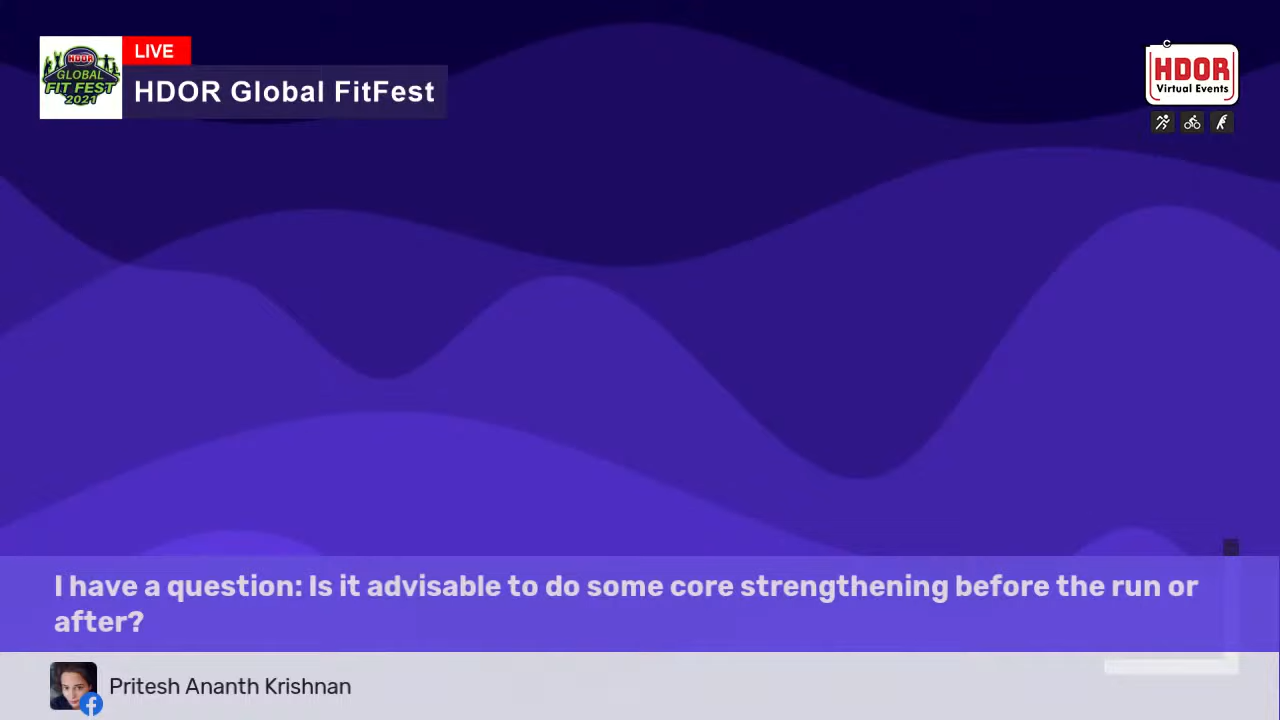 HDOR
GLOBAL
FIT FEST
2021
LIVE
HDOR Global FitFest
HDOR
Virtual Events
I have a question: Is it advisable to do some core strengthening before the run or
after?
Pritesh Ananth Krishnan